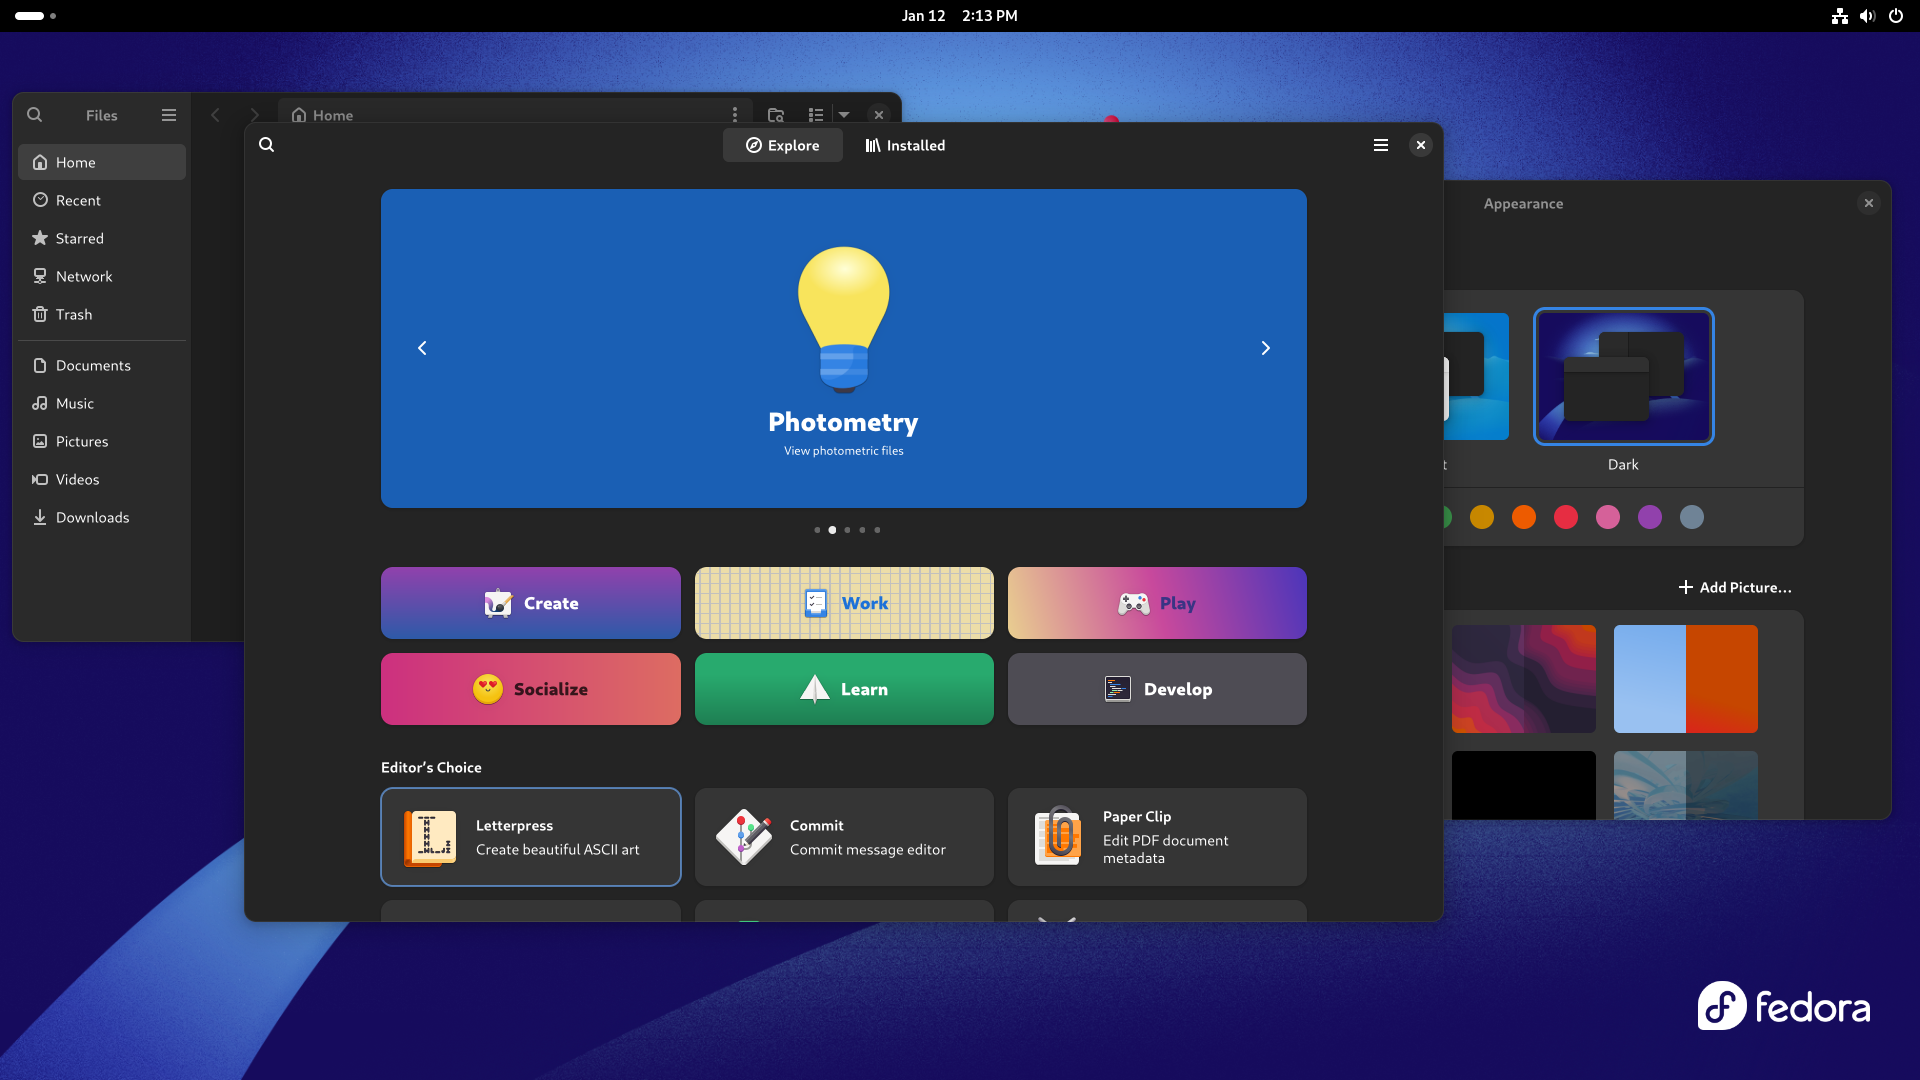 Jan 12 2:13 PM
Files
Home
Home
Recent
Starred
Network
Trash
Documents
Music
Pictures
Videos
Downloads
Explore
Installed
Photometry
View photometric files
Create
Work
Play
Socialize
Learn
Develop
Editor’s Choice
Letterpress
Create beautiful ASCII art
Commit
Commit message editor
Paper Clip
Edit PDF document
metadata
Appearance
t
Dark
Add Picture…
fedora